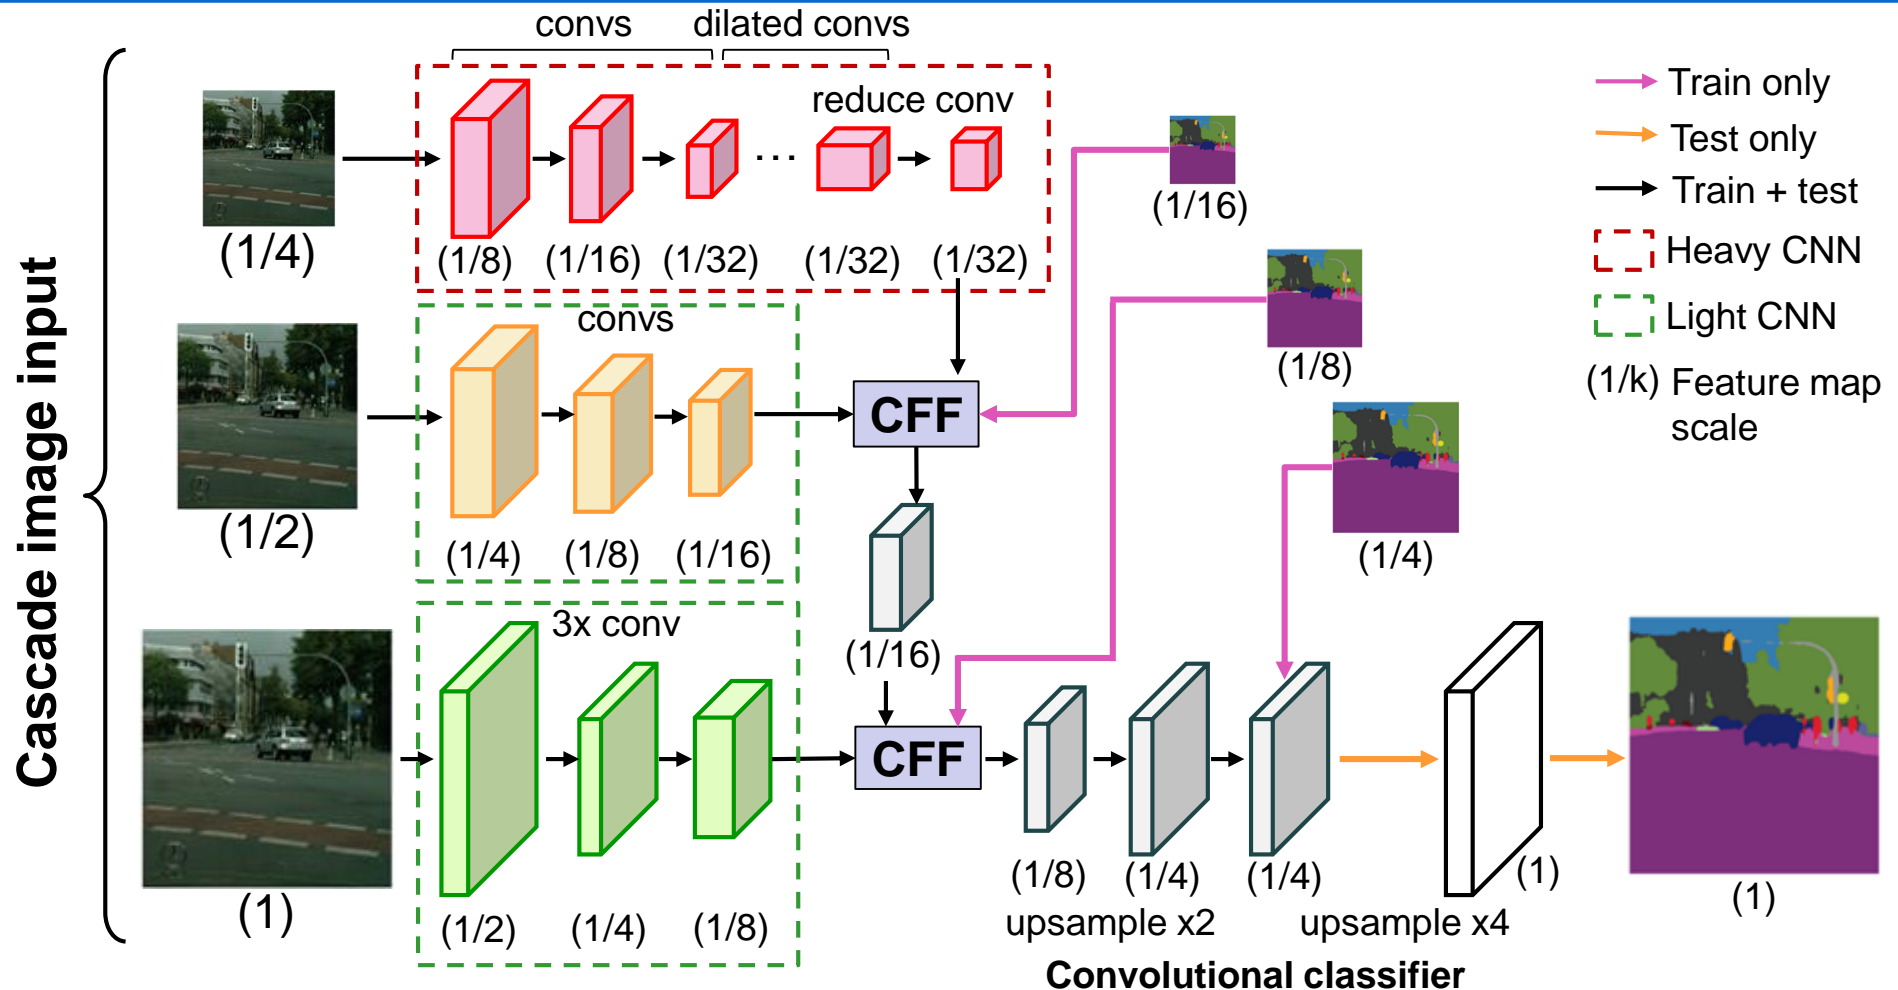 convs
dilated convs
reduce conv
(1/4)
(1/8)
(1/16)
(1/32)
...
(1/32)
(1/32)
(1/16)
Train only
Test only
Train + test
Heavy CNN
Light CNN
(1/k) Feature map
scale
Cascade image input
convs
(1/2)
(1/4)
(1/8)
(1/16)
CFF
(1/8)
(1/4)
(1/16)
3x conv
(1)
(1/2)
(1/4)
(1/8)
CFF
(1/8)
(1/4)
(1/4)
(1)
(1)
upsample x2
upsample x4
Convolutional classifier